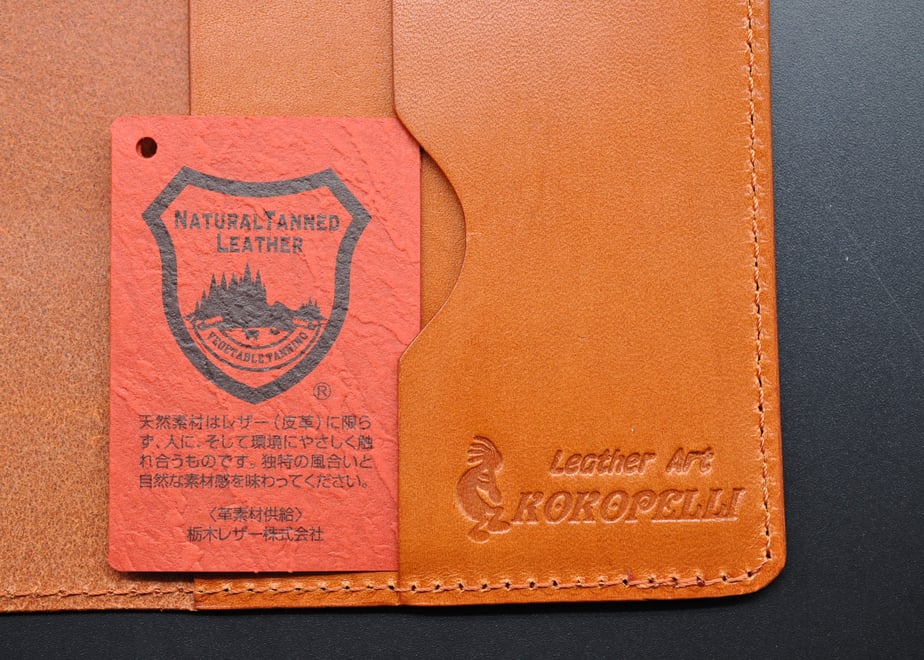 NATURAL TANNED
LEATHER
VEGETABLE TANNING
®
天然素材はレザー(皮革)に限ら
ず、人に、そして環境にやさしく触
れ合うものです。独特の風合いと
自然な素材感を味わってください。
〈革素材供給〉
栃木レザー株式会社
Leather Art
KOKOPELLI